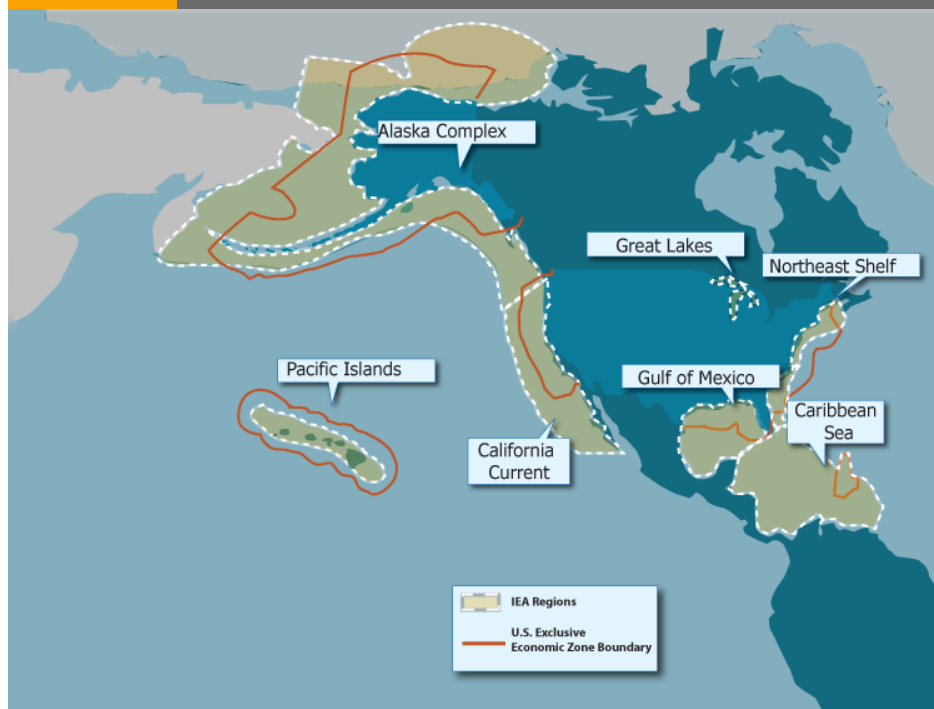 Alaska Complex
Great Lakes
Northeast Shelf
Pacific Islands
Gulf of Mexico
Caribbean
Sea
California
Current
IEA Regions
U.S. Exclusive
Economic Zone Boundary